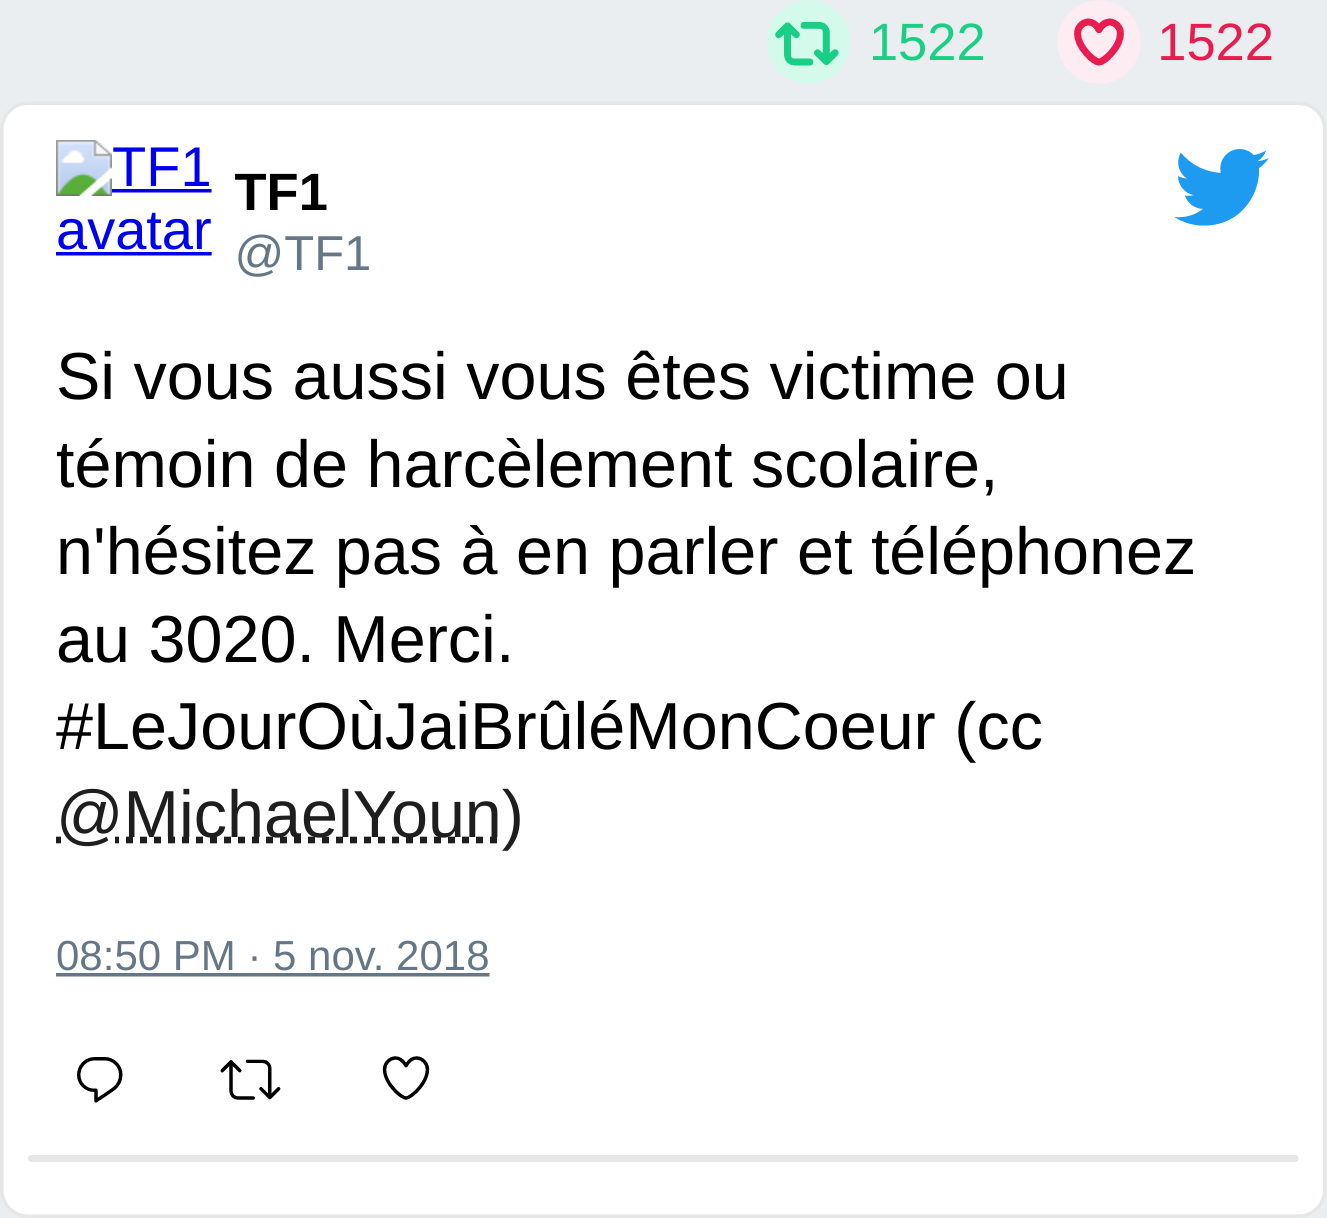 1522 1522
TF1 avatar
TF1
@TF1
Si vous aussi vous êtes victime ou
témoin de harcèlement scolaire,
n'hésitez pas à en parler et téléphonez
au 3020. Merci.
#LeJourOùJaiBrûléMonCoeur (cc
@MichaelYoun)
08:50 PM · 5 nov. 2018